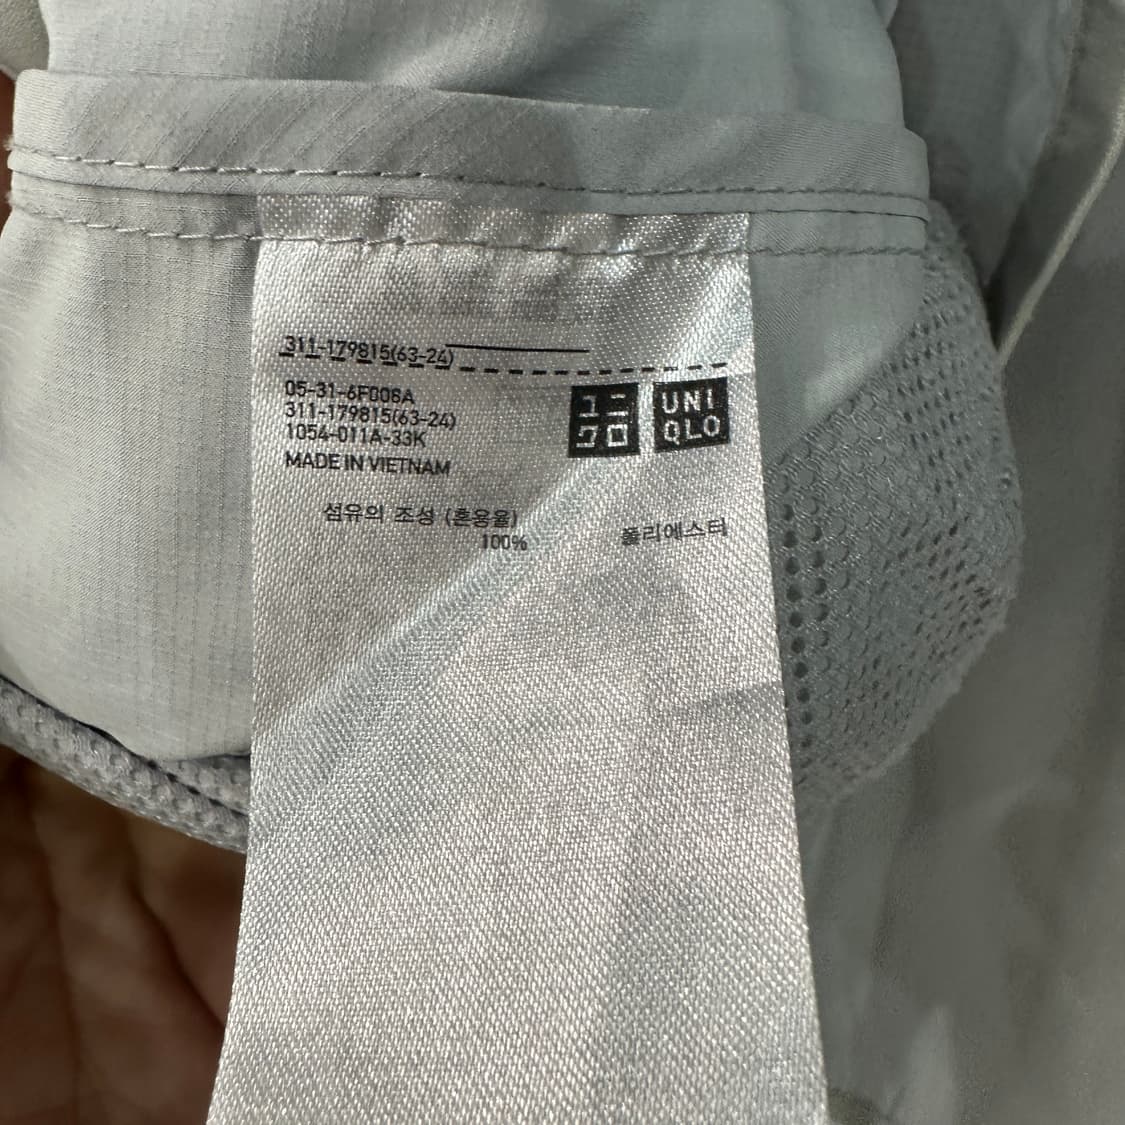 311-179815(63-24)
05-31-6F008A
311-179815(63-24)
1054-011A-33K
MADE IN VIETNAM
ユニ
クロ
UNI
QLO
섬유의 조성 (혼용율)
폴리에스터
100%